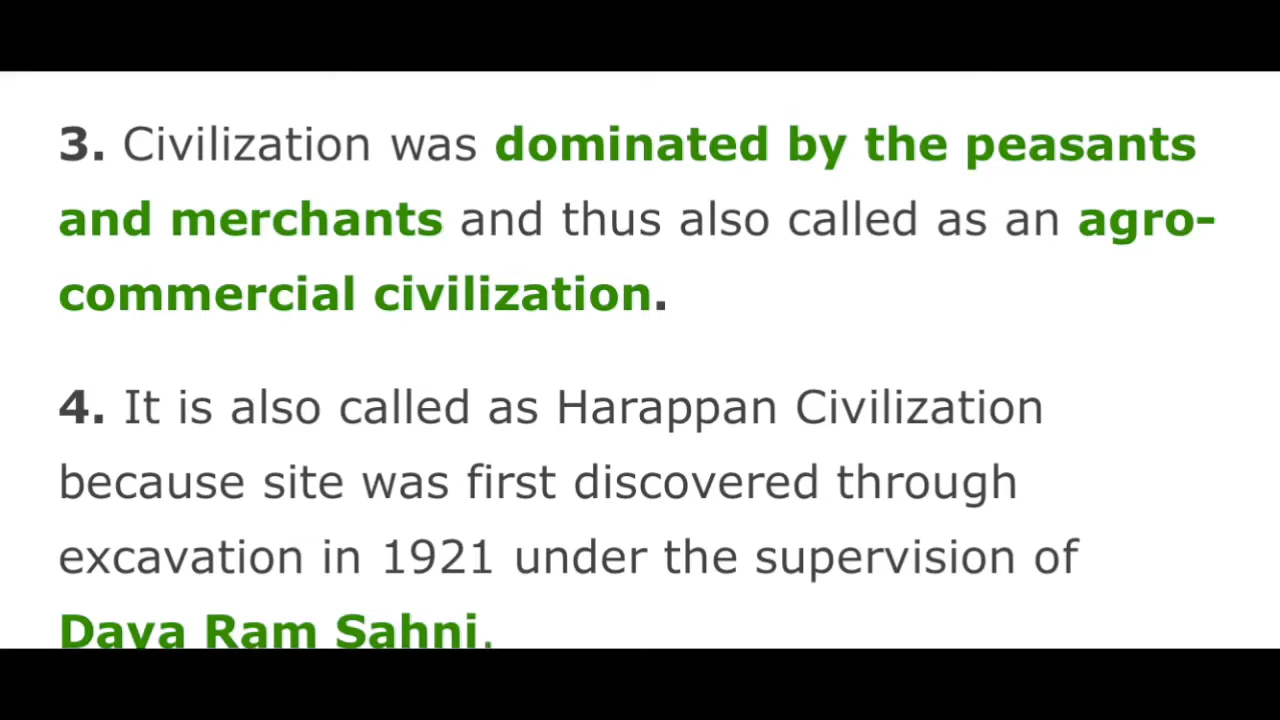 3. Civilization was dominated by the peasants
and merchants and thus also called as an agro-
commercial civilization.
4. It is also called as Harappan Civilization
because site was first discovered through
excavation in 1921 under the supervision of
Daya Ram Sahni.